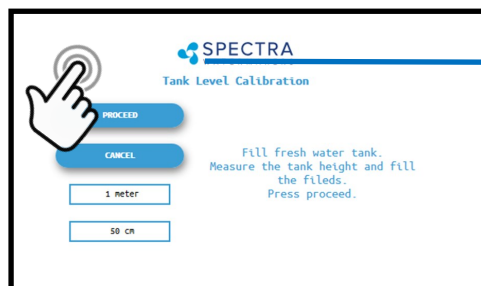 SPECTRA
Tank Level Calibration
PROCEED
CANCEL
1 meter
50 cm
Fill fresh water tank.
Measure the tank height and fill
the fileds.
Press proceed.